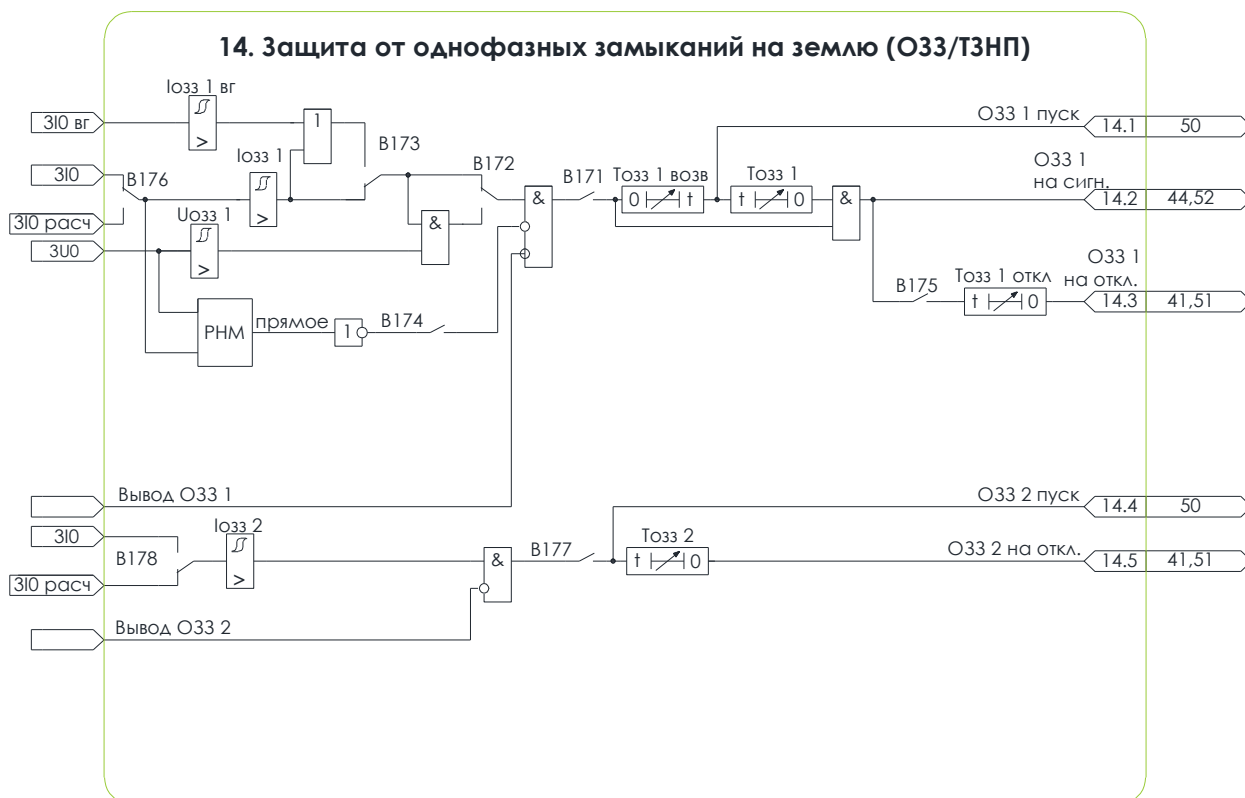 14. Защита от однофазных замыканий на землю (ОЗЗ/ТЗНП)
Iозз 1 вг
3I0 вг
>
1
В173
ОЗЗ 1 пуск
14.1
50
3I0
В176
Iозз 1
>
В172
&
В171
Тозз 1 возв
0
t
Тозз 1
t
0
&
ОЗЗ 1
на сигн.
14.2
44,52
3I0 расч
Uозз 1
>
&
3U0
ОЗЗ 1
на откл.
В175
Тозз 1 откл
t
0
14.3
41,51
РНМ
прямое
1
В174
Вывод ОЗЗ 1
ОЗЗ 2 пуск
14.4
50
3I0
Iозз 2
>
В178
3I0 расч
&
В177
Тозз 2
t
0
ОЗЗ 2 на откл.
14.5
41,51
Вывод ОЗЗ 2